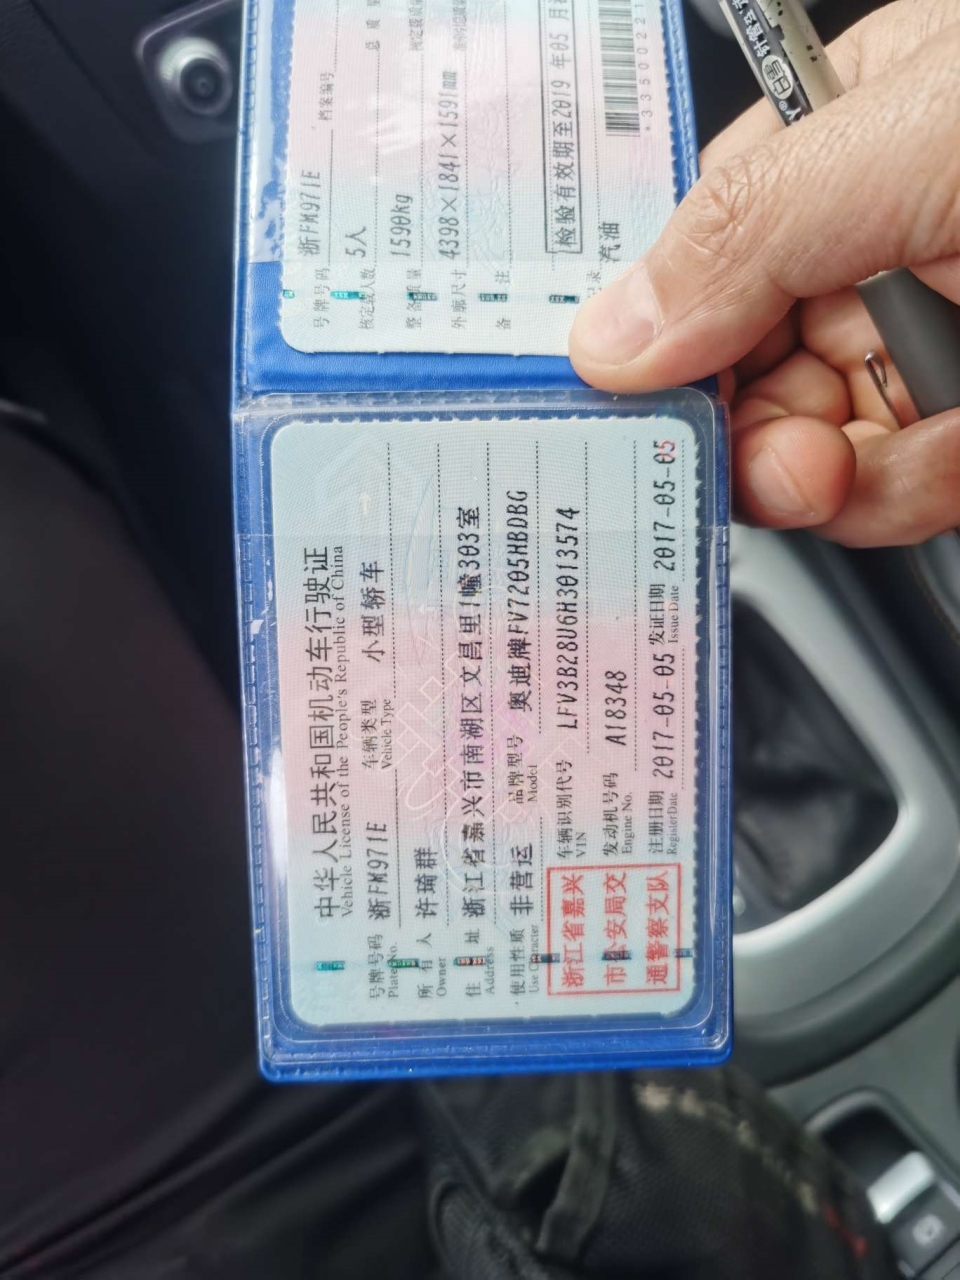 中华人民共和国机动车行驶证
Vehicle License of the People's Republic of China
号牌号码 浙FM971E 车辆类型 小型轿车
Plate No. Vehicle Type
所有人 许琦群
Owner
住址 浙江省嘉兴市南湖区文昌里1幢303室
Address
使用性质 非营运 品牌型号 奥迪牌FV7205HBDBG
Use Character Model
车辆识别代号 LFV3B28U6H3013574
VIN
发动机号码 A18348
Engine No.
注册日期 2017-05-05 发证日期 2017-05-05
Register Date Issue Date
浙江省嘉兴
市公安局交
通警察支队
号牌号码 浙FM971E 档案编号
核定载人数 5人 总质量
整备质量 1590kg
外廓尺寸 4398×1841×1591mm
备注
检验有效期至2019年05月
汽油